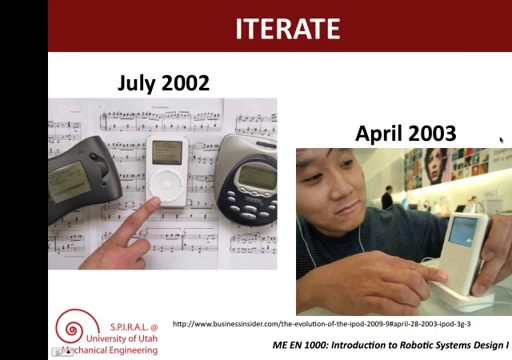 ITERATE
July 2002
April 2003
http://www.businessinsider.com/the-evolution-of-the-ipod-2009-9#april-28-2003-ipod-3g-3
S.P.I.R.A.L. @
University of Utah
Mechanical Engineering
ME EN 1000: Introduction to Robotic Systems Design I